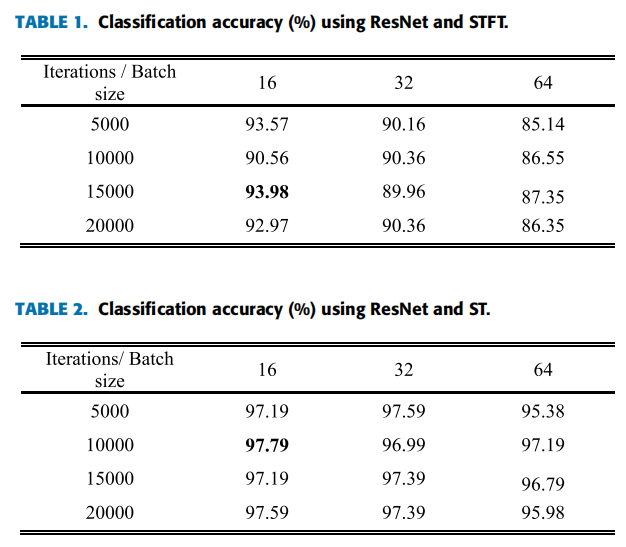 TABLE 1. Classification accuracy (%) using ResNet and STFT.
Iterations / Batch size 16 32 64
5000 93.57 90.16 85.14
10000 90.56 90.36 86.55
15000 93.98 89.96 87.35
20000 92.97 90.36 86.35
TABLE 2. Classification accuracy (%) using ResNet and ST.
Iterations/ Batch size 16 32 64
5000 97.19 97.59 95.38
10000 97.79 96.99 97.19
15000 97.19 97.39 96.79
20000 97.59 97.39 95.98